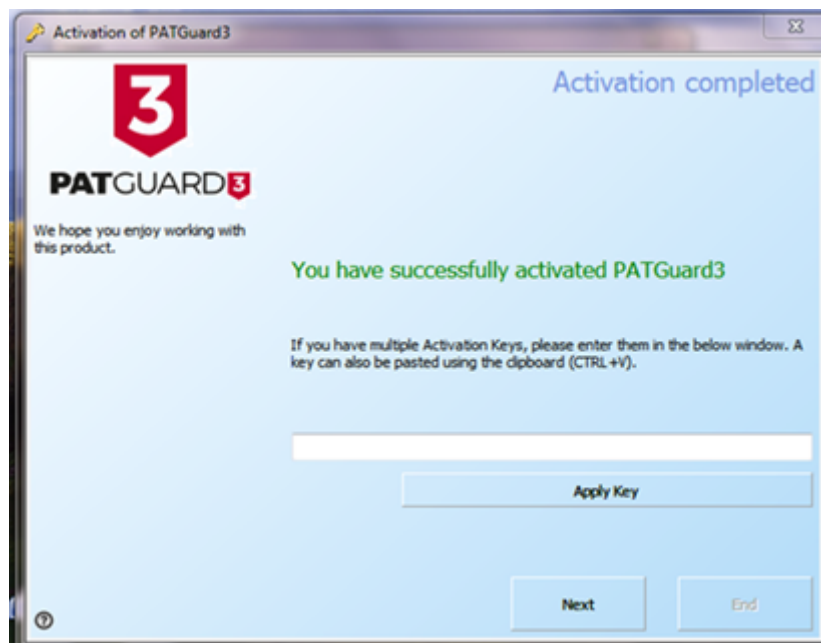 Activation of PATGuard3
Activation completed
3
PATGUARD3
We hope you enjoy working with
this product.
You have successfully activated PATGuard3
If you have multiple Activation Keys, please enter them in the below window. A
key can also be pasted using the clipboard (CTRL+V).
Apply Key
Next
End